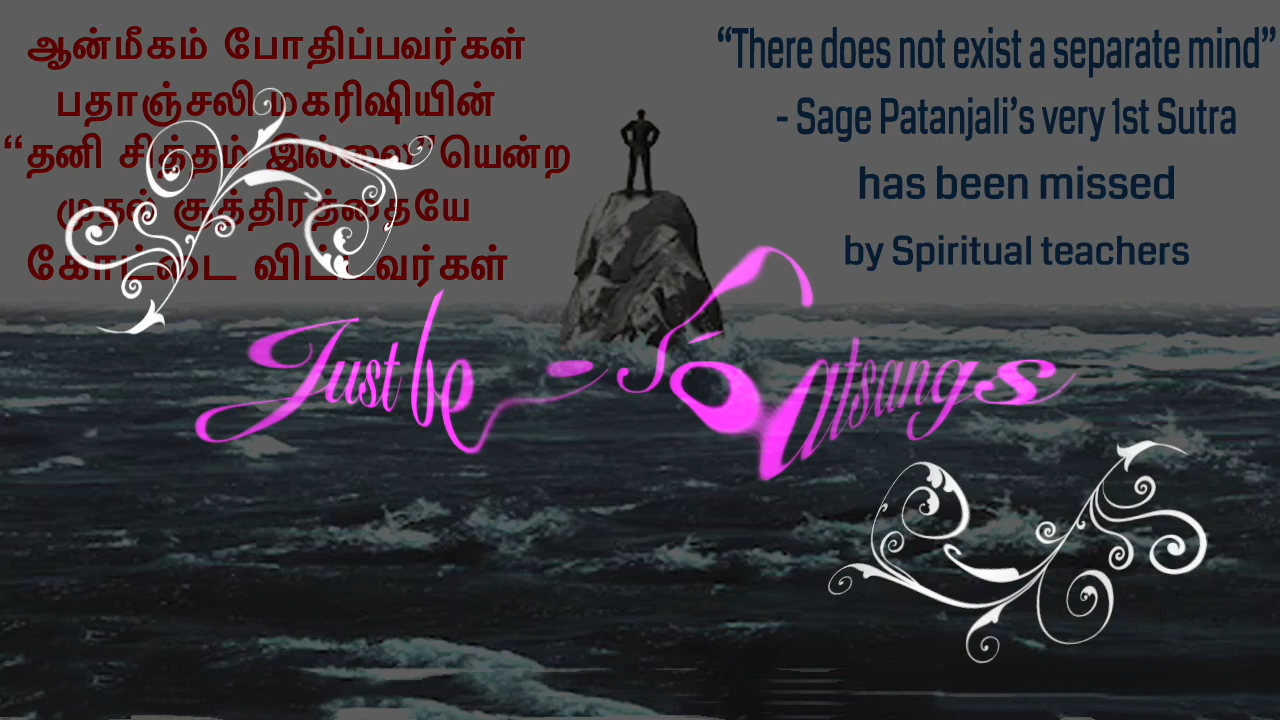 ஆன்மீகம் போதிப்பவர்கள்
பதாஞ்சலி மகரிஷியின்
“தனி சித்தம் இல்லை”யென்ற
முதல் சூத்திரத்தையே
கோட்டை விட்டவர்கள்
“There does not exist a separate mind”
- Sage Patanjali’s very 1st Sutra
has been missed
by Spiritual teachers
Just be - Satsangs